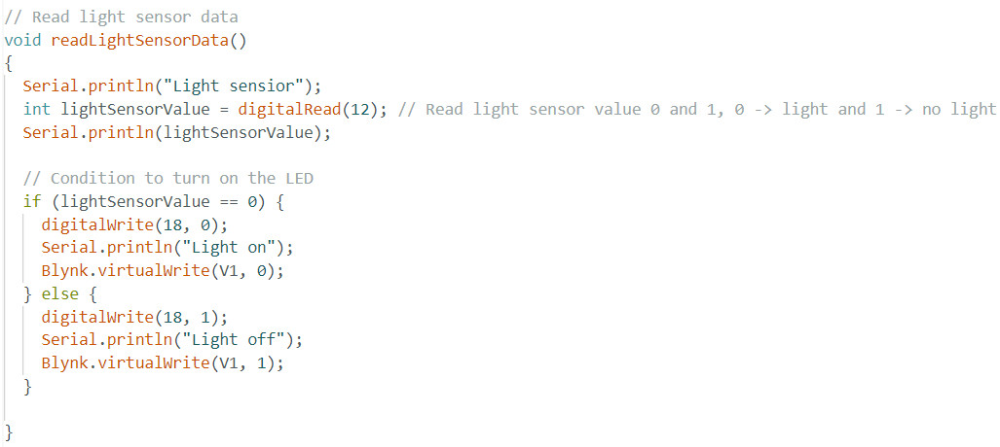 // Read light sensor data
void readLightSensorData()
{
Serial.println("Light sensior");
int lightSensorValue = digitalRead(12); // Read light sensor value 0 and 1, 0 -> light and 1 -> no light
Serial.println(lightSensorValue);
// Condition to turn on the LED
if (lightSensorValue == 0) {
digitalWrite(18, 0);
Serial.println("Light on");
Blynk.virtualWrite(V1, 0);
} else {
digitalWrite(18, 1);
Serial.println("Light off");
Blynk.virtualWrite(V1, 1);
}
}